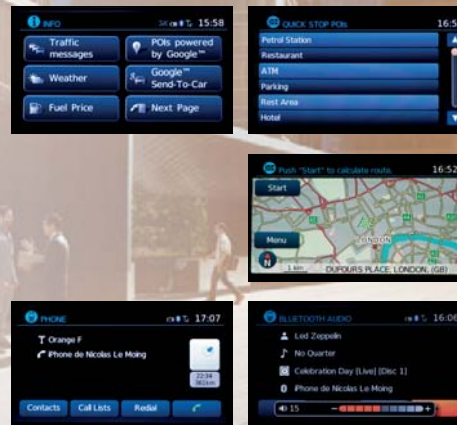 INFO 15:58
Traffic messages
POIs powered by Google™
Weather
Google™ Send-To-Car
Fuel Price
Next Page
QUICK STOP POIs 16:5
Petrol Station
Restaurant
ATM
Parking
Rest Area
Hotel
Push "Start" to calculate route. 16:52
Start
LONDON
Menu
N
1 km
DUFOURS PLACE, LONDON, (GB)
PHONE 17:07
T Orange F
iPhone de Nicolas Le Moing
22:34
361km
Contacts Call Lists Redial
BLUETOOTH AUDIO 16:06
Led Zeppelin
No Quarter
Celebration Day [Live] [Disc 1]
iPhone de Nicolas Le Moing
15 - +